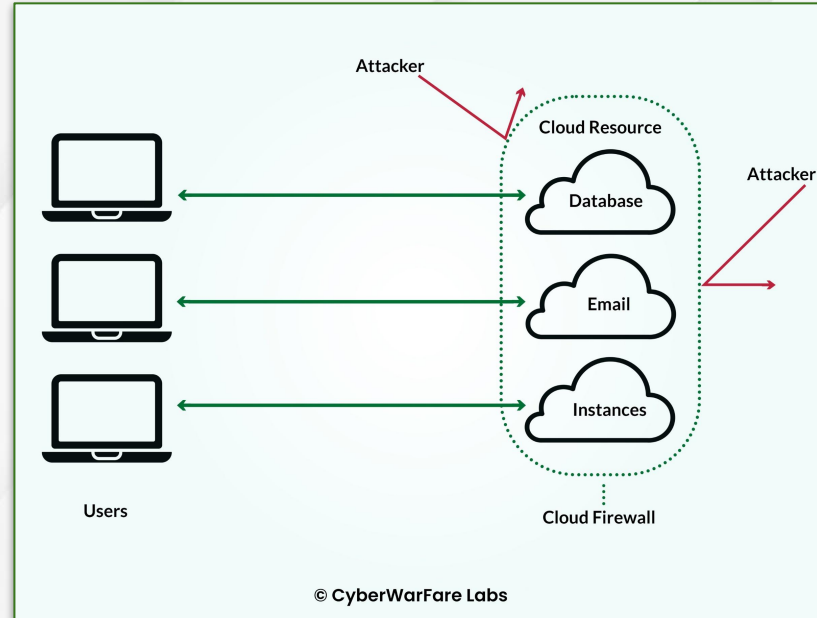 Attacker
Cloud Resource
Attacker
Database
Email
Instances
Users
Cloud Firewall
© CyberWarFare Labs